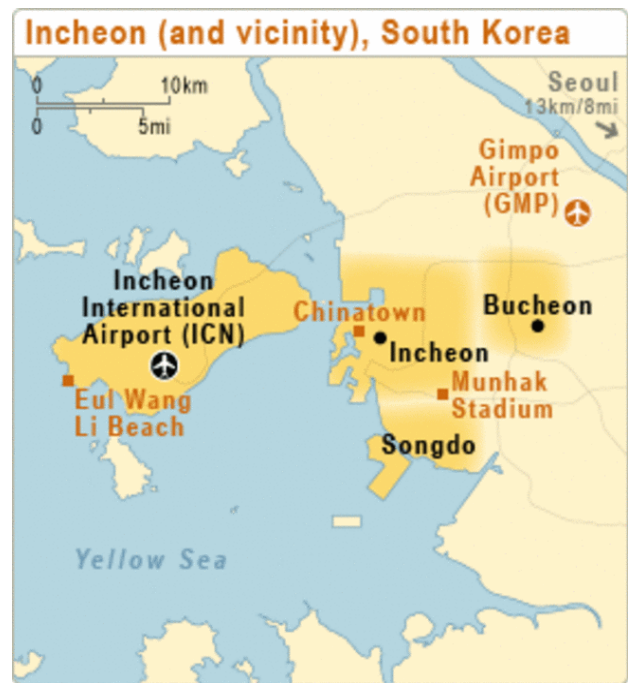 Incheon (and vicinity), South Korea
0
10km
0
5mi
Seoul
13km/8mi
Gimpo
Airport
(GMP)
Incheon
International
Airport (ICN)
Chinatown
Incheon
Bucheon
Eul Wang
Li Beach
Munhak
Stadium
Songdo
Yellow Sea